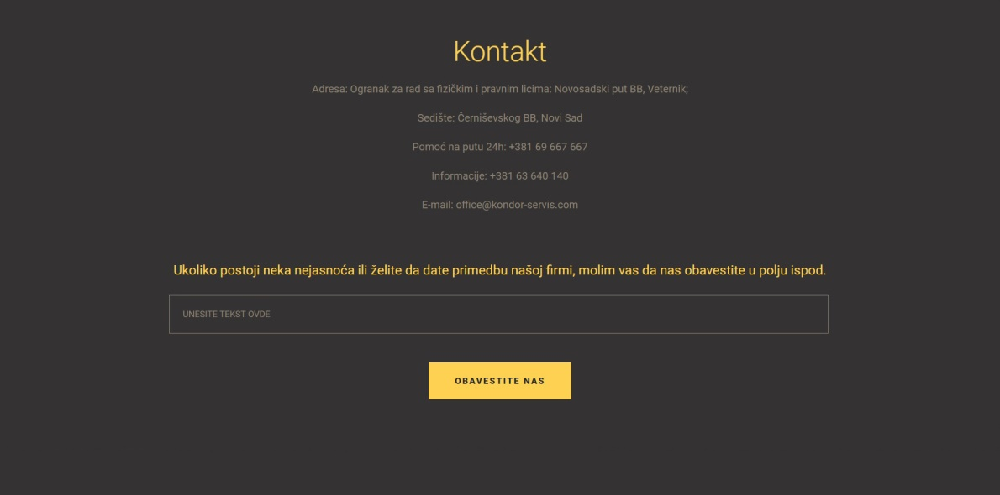 Kontakt
Adresa: Ogranak za rad sa fizičkim i pravnim licima: Novosadski put BB, Veternik;
Sedište: Černiševskog BB, Novi Sad
Pomoć na putu 24h: +381 69 667 667
Informacije: +381 63 640 140
E-mail: office@kondor-servis.com
Ukoliko postoji neka nejasnoća ili želite da date primedbu našoj firmi, molim vas da nas obavestite u polju ispod.
UNESITE TEKST OVDE
OBAVESTITE NAS